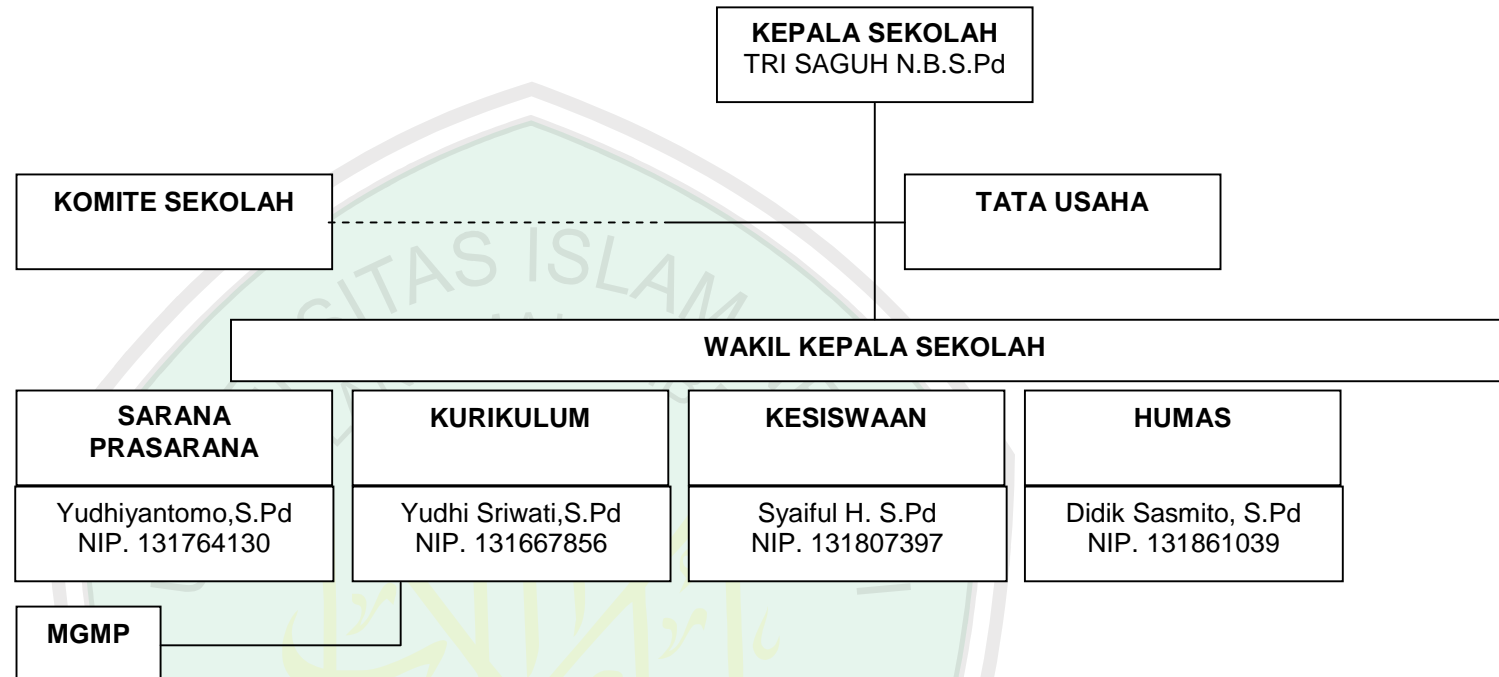 KEPALA SEKOLAH
TRI SAGUH N.B.S.Pd
KOMITE SEKOLAH
TATA USAHA
WAKIL KEPALA SEKOLAH
SARANA
PRASARANA
Yudhiyantomo,S.Pd
NIP. 131764130
KURIKULUM
Yudhi Sriwati,S.Pd
NIP. 131667856
KESISWAAN
Syaiful H. S.Pd
NIP. 131807397
HUMAS
Didik Sasmito, S.Pd
NIP. 131861039
MGMP